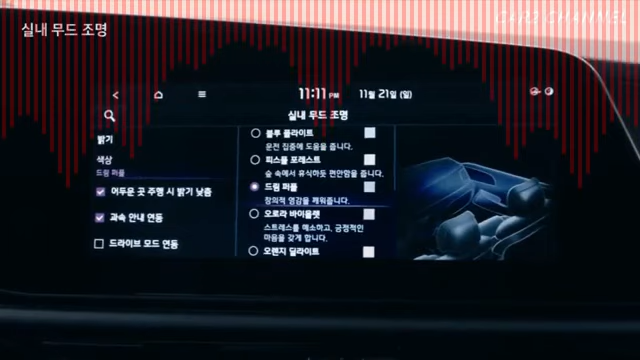 실내 무드 조명
CARD CHANNEL
11:11 PM
11월 21일 (일)
실내 무드 조명
밝기
색상
드림 퍼플
어두운 곳 주행 시 밝기 낮춤
과속 안내 연동
드라이브 모드 연동
블루 플라이트
운전 집중에 도움을 줍니다.
피스풀 포레스트
숲 속에서 휴식하듯 편안함을 줍니다.
드림 퍼플
창의적 영감을 깨워줍니다.
오로라 바이올렛
스트레스를 해소하고, 긍정적인
마음을 갖게 합니다.
오렌지 딜라이트